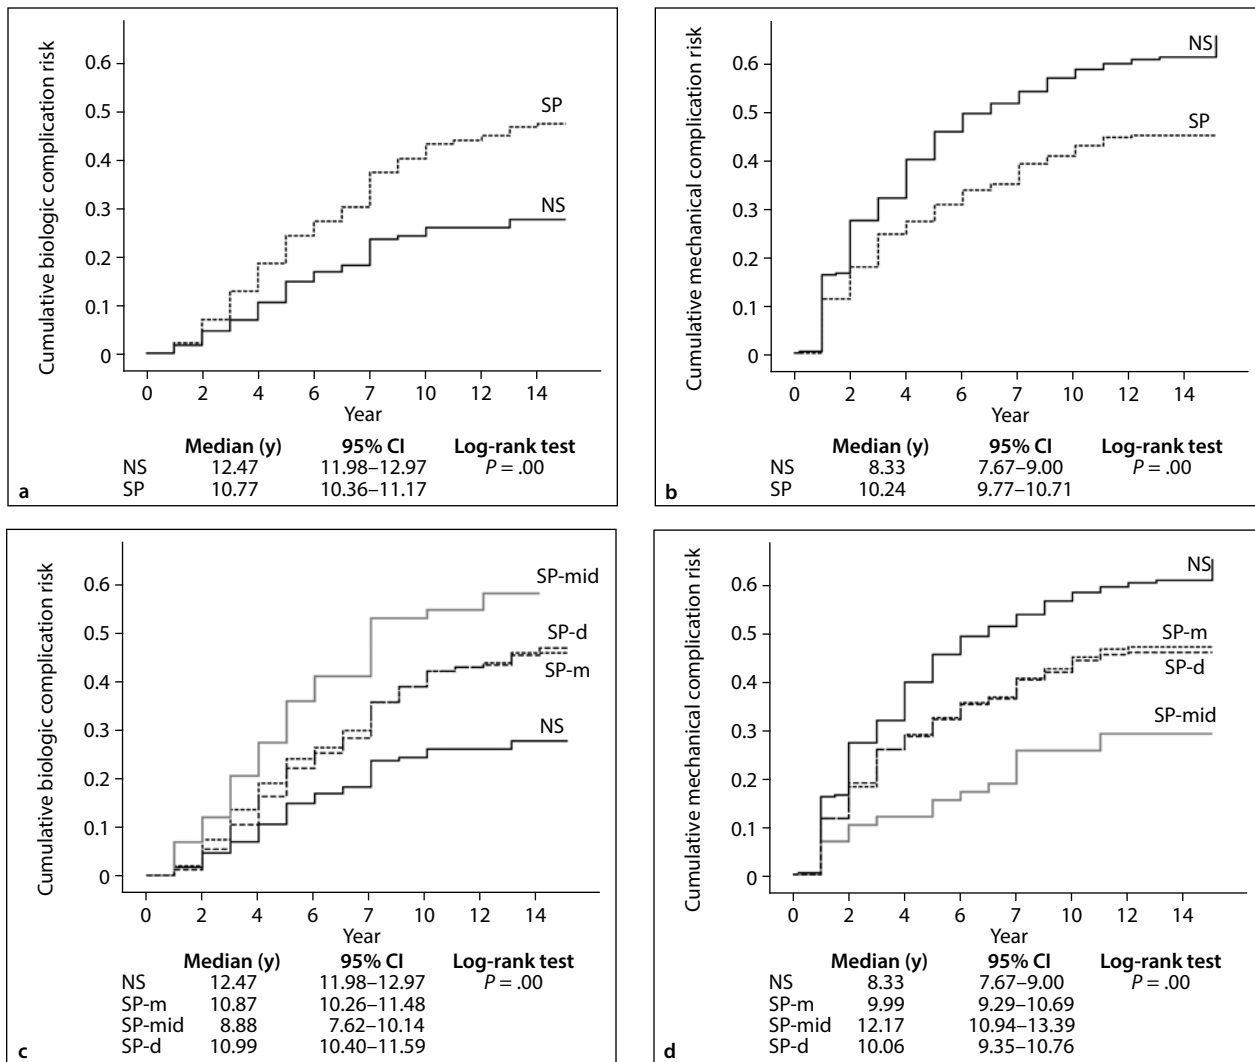 Cumulative biologic complication risk
0.6
0.5
0.4
0.3
0.2
0.1
0
SP
NS
0 2 4 6 7 10 12 14
Year
Median (y) 95% CI Log-rank test
NS 12.47 11.98–12.97 P = .00
SP 10.77 10.36–11.17
a
Cumulative mechanical complication risk
0.6
0.5
0.4
0.3
0.2
0.1
0
NS
SP
0 2 4 6 7 10 12 14
Year
Median (y) 95% CI Log-rank test
NS 8.33 7.67–9.00 P = .00
SP 10.24 9.77–10.71
b
Cumulative biologic complication risk
0.6
0.5
0.4
0.3
0.2
0.1
0
SP-mid
SP-d
SP-m
NS
0 2 4 6 7 10 12 14
Year
Median (y) 95% CI Log-rank test
NS 12.47 11.98–12.97 P = .00
SP-m 10.87 10.26–11.48
SP-mid 8.88 7.62–10.14
SP-d 10.99 10.40–11.59
c
Cumulative mechanical complication risk
0.6
0.5
0.4
0.3
0.2
0.1
0
NS
SP-m
SP-d
SP-mid
0 2 4 6 7 10 12 14
Year
Median (y) 95% CI Log-rank test
NS 8.33 7.67–9.00 P = .00
SP-m 9.99 9.29–10.69
SP-mid 12.17 10.94–13.39
SP-d 10.06 9.35–10.76
d